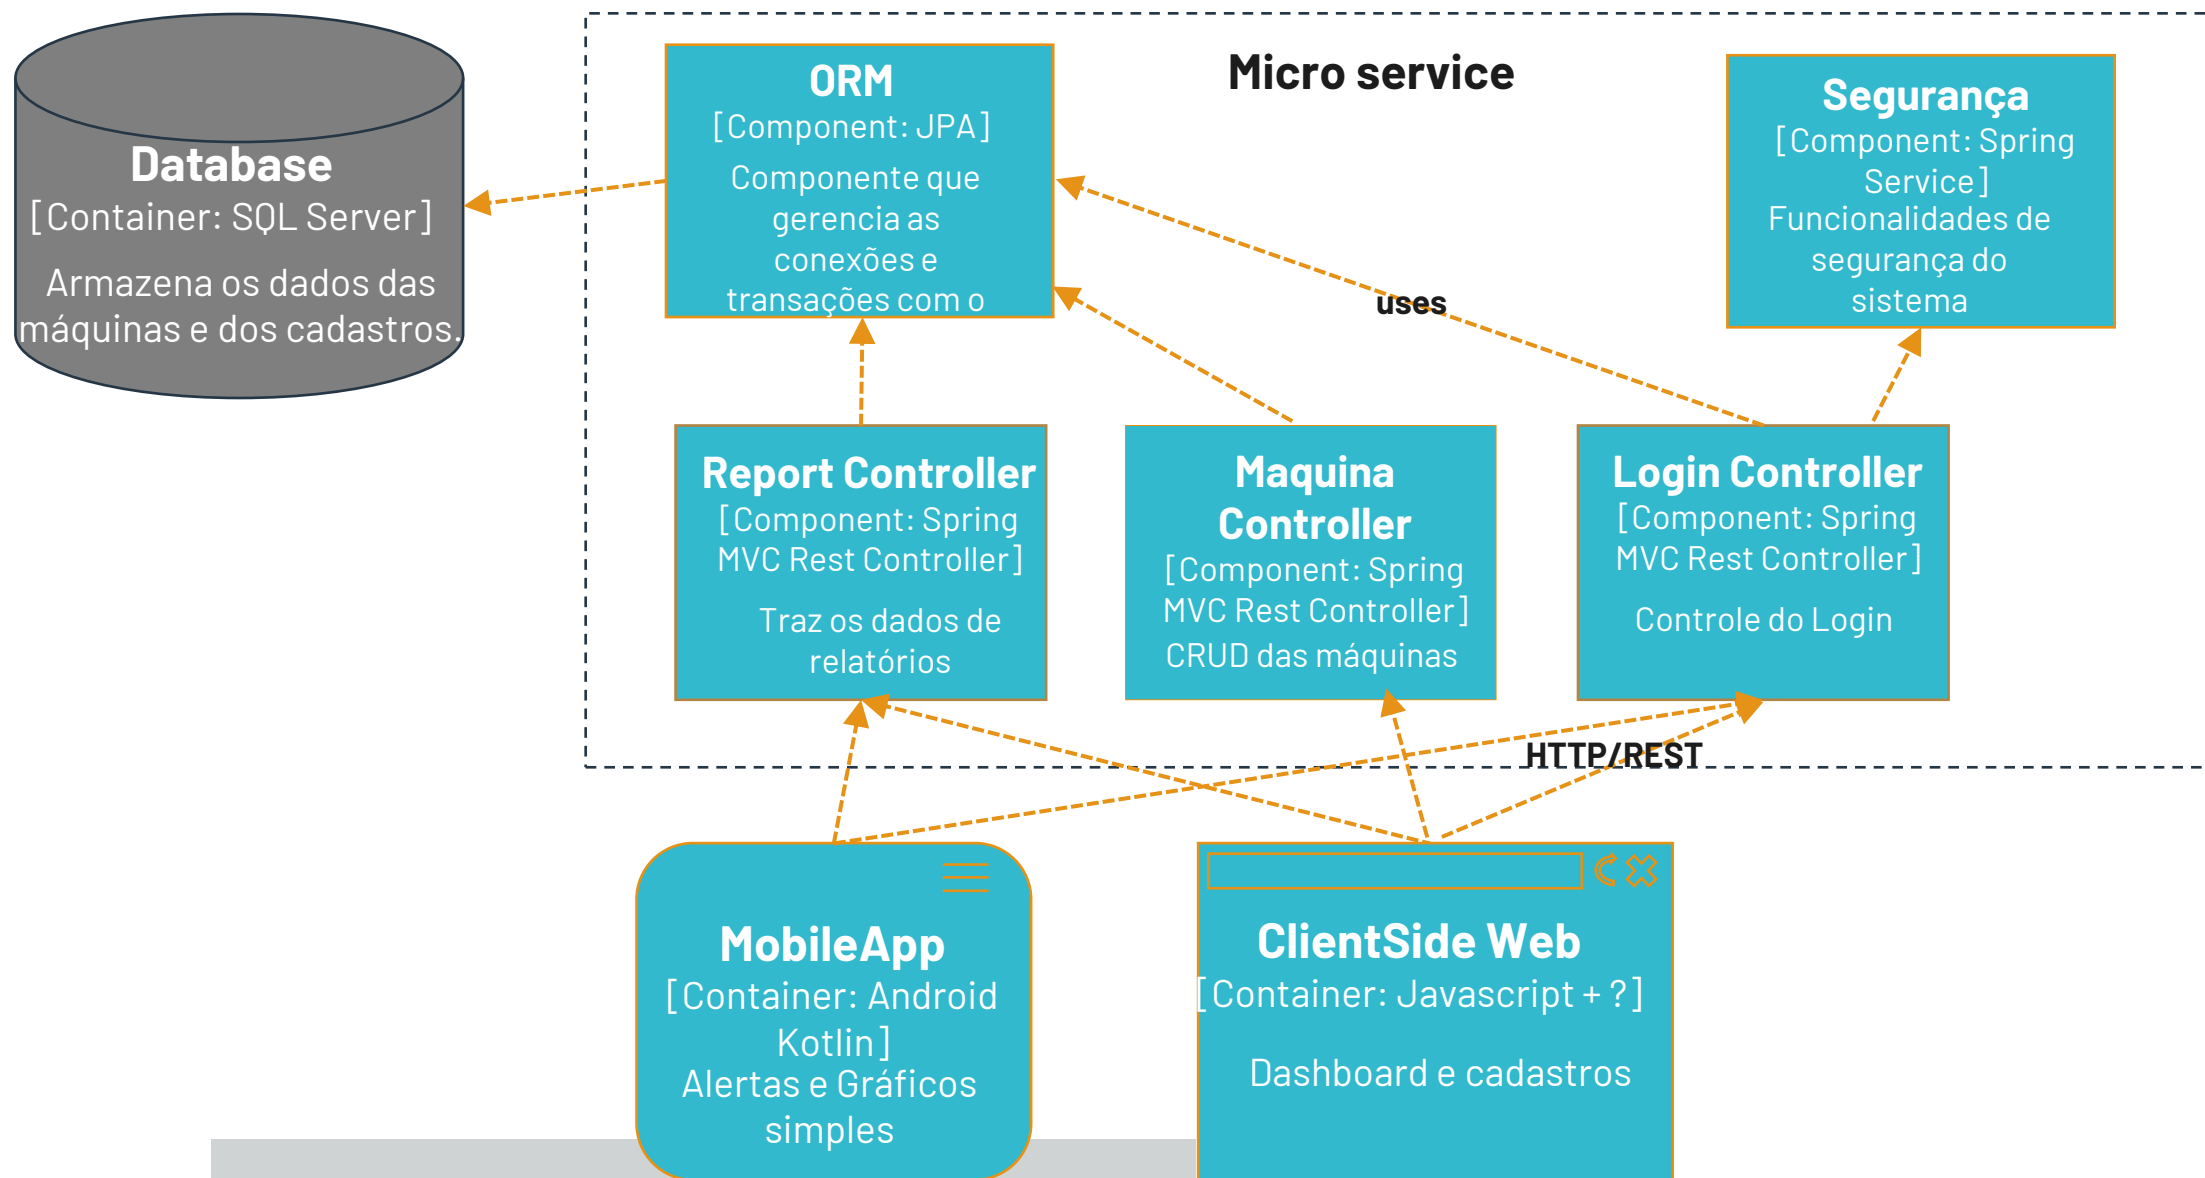 Database
[Container: SQL Server]
Armazena os dados das
máquinas e dos cadastros.
Micro service
ORM
[Component: JPA]
Componente que
gerencia as
conexões e
transações com o
Segurança
[Component: Spring
Service]
Funcionalidades de
segurança do
sistema
uses
Report Controller
[Component: Spring
MVC Rest Controller]
Traz os dados de
relatórios
Maquina
Controller
[Component: Spring
MVC Rest Controller]
CRUD das máquinas
Login Controller
[Component: Spring
MVC Rest Controller]
Controle do Login
HTTP/REST
MobileApp
[Container: Android
Kotlin]
Alertas e Gráficos
simples
ClientSide Web
[Container: Javascript + ?]
Dashboard e cadastros